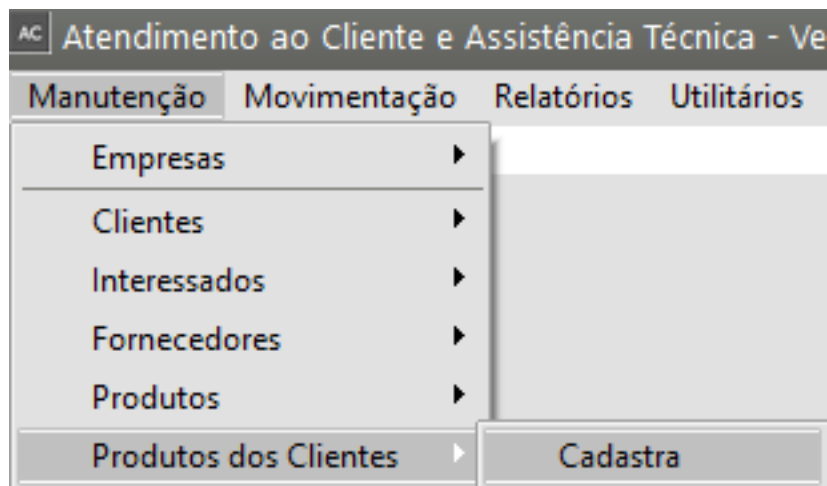 AC Atendimento ao Cliente e Assistência Técnica - Ve
Manutenção Movimentação Relatórios Utilitários
Empresas
Clientes
Interessados
Fornecedores
Produtos
Produtos dos Clientes Cadastra